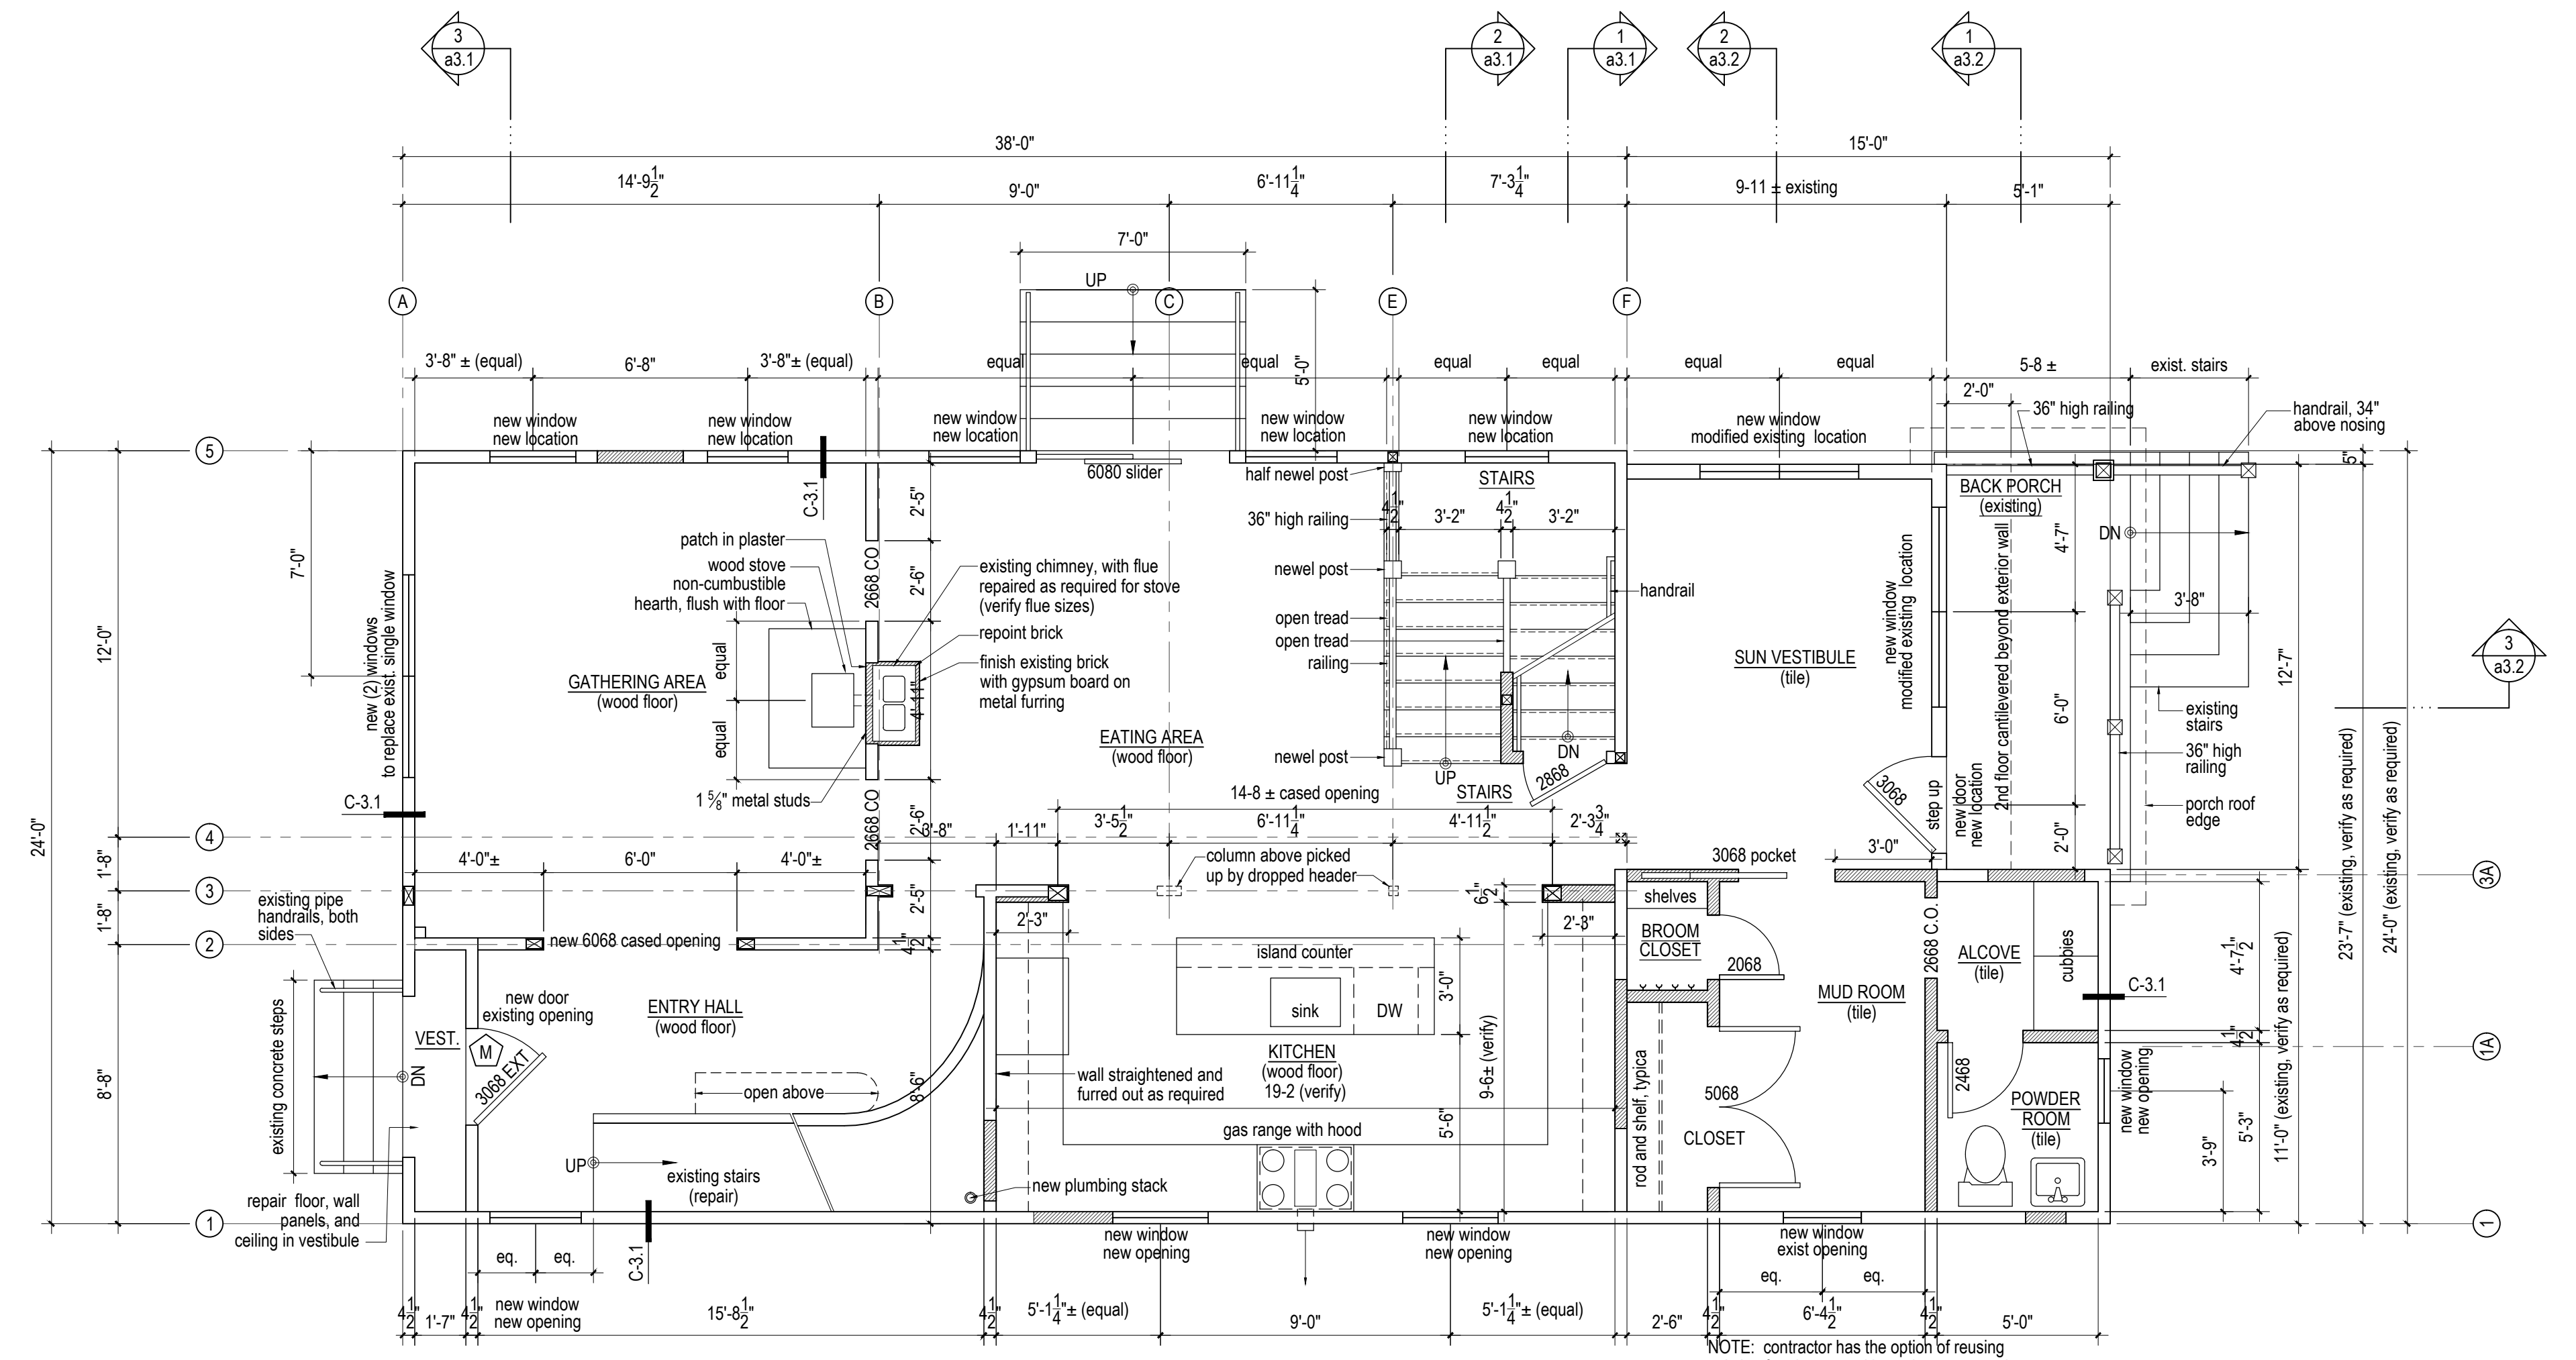 3
a3.1
2
a3.1
1
a3.1
2
a3.2
1
a3.2
38'-0"
15'-0"
14'-9 1/2"
9'-0"
6'-11 1/4"
7'-3 1/4"
9-11 ± existing
5'-1"
7'-0"
UP
A
B
C
E
F
3'-8" ± (equal)
6'-8"
3'-8"± (equal)
equal
equal
5'-0"
equal
equal
equal
equal
5-8 ±
exist. stairs
2'-0"
36" high railing
handrail, 34"
above nosing
new window
new location
new window
new location
new window
new location
new window
new location
new window
new location
new window
modified existing location
5
6080 slider
half newel post
STAIRS
BACK PORCH
(existing)
5"
C-3.1
2'-5"
36" high railing
4 1/2"
3'-2"
4 1/2"
3'-2"
4'-7"
DN
patch in plaster
wood stove
non-cumbustible
hearth, flush with floor
2668 CO
2'-6"
existing chimney, with flue
repaired as required for stove
(verify flue sizes)
repoint brick
finish existing brick
with gypsum board on
metal furring
newel post
open tread
open tread
railing
newel post
handrail
7'-0"
12'-0"
24'-0"
new (2) windows
to replace exist. single window
GATHERING AREA
(wood floor)
equal
equal
4'-11"
EATING AREA
(wood floor)
SUN VESTIBULE
(tile)
new window
modified existing location
2nd floor cantilevered beyond exterior wall
6'-0"
3'-8"
12'-7"
existing
stairs
36" high
railing
porch roof
edge
3
a3.2
23'-7" (existing, verify as required)
24'-0" (existing, verify as required)
UP
DN
2868
STAIRS
3068
step up
new door
new location
2'-0"
1 5/8" metal studs
C-3.1
2668 CO
2'-6"
14-8 ± cased opening
4
3'-8"
1'-11"
3'-5 1/2"
6'-11 1/4"
4'-11 1/2"
2'-3 3/4"
1'-8"
4'-0"±
6'-0"
4'-0"±
column above picked
up by dropped header
3068 pocket
3'-0"
3
3A
2'-5"
6 1/2"
shelves
existing pipe
handrails, both
sides
1'-8"
2'-3"
2'-3"
2
new 6068 cased opening
4 1/2"
BROOM
CLOSET
2068
2668 C.O.
ALCOVE
(tile)
cubbies
4'-7 1/2"
C-3.1
island counter
sink
DW
3'-0"
new door
existing opening
ENTRY HALL
(wood floor)
VEST.
M
3068 EXT
DN
existing concrete steps
8'-8"
MUD ROOM
(tile)
4 1/2"
1A
KITCHEN
(wood floor)
19-2 (verify)
9-6± (verify)
wall straightened and
furred out as required
open above
8'-6"
rod and shelf, typica
5068
CLOSET
2468
POWDER
ROOM
(tile)
new window
new opening
3'-9"
5'-3"
11'-0" (existing, verify as required)
gas range with hood
5'-6"
UP
existing stairs
(repair)
new plumbing stack
repair floor, wall
panels, and
ceiling in vestibule
1
1
eq.
eq.
C-3.1
new window
new opening
new window
new opening
new window
exist opening
eq.
eq.
4 1/2"
1'-7"
4 1/2"
new window
new opening
15'-8 1/2"
4 1/2"
5'-1 1/4"± (equal)
9'-0"
5'-1 1/4"± (equal)
2'-6"
4 1/2"
6'-4 1/2"
4 1/2"
5'-0"
NOTE: contractor has the option of reusing